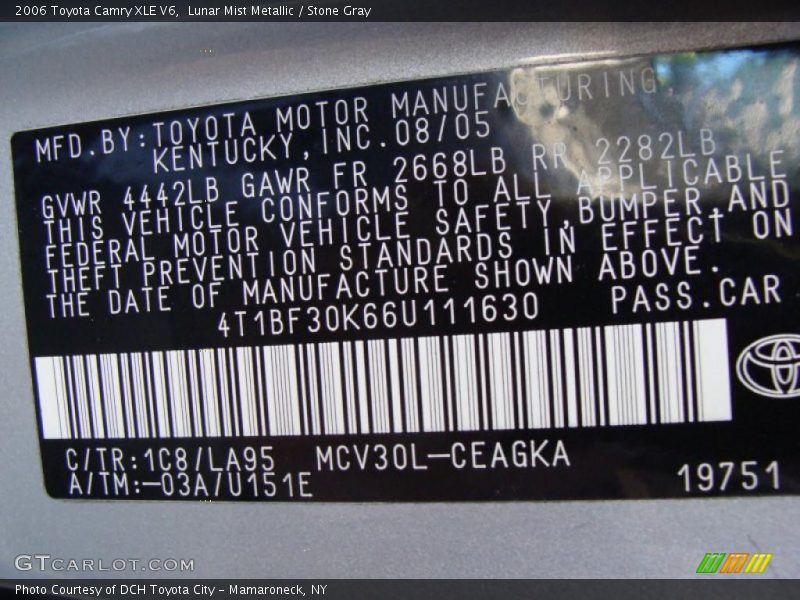 2006 Toyota Camry XLE V6,  Lunar Mist Metallic / Stone Gray
MFD.BY:TOYOTA MOTOR MANUFACTURING,
KENTUCKY,INC.08/05
GVWR 4442LB GAWR FR 2668LB RR 2282LB
THIS VEHICLE CONFORMS TO ALL APPLICABLE
FEDERAL MOTOR VEHICLE SAFETY,BUMPER,AND
THEFT PREVENTION STANDARDS IN EFFECT ON
THE DATE OF MANUFACTURE SHOWN ABOVE.
4T1BF30K66U111630 PASS.CAR
C/TR:1C8/LA95 MCV30L-CEAGKA
A/TM:-03A/U151E 19751
GTCARLOT.COM
Photo Courtesy of DCH Toyota City - Mamaroneck, NY